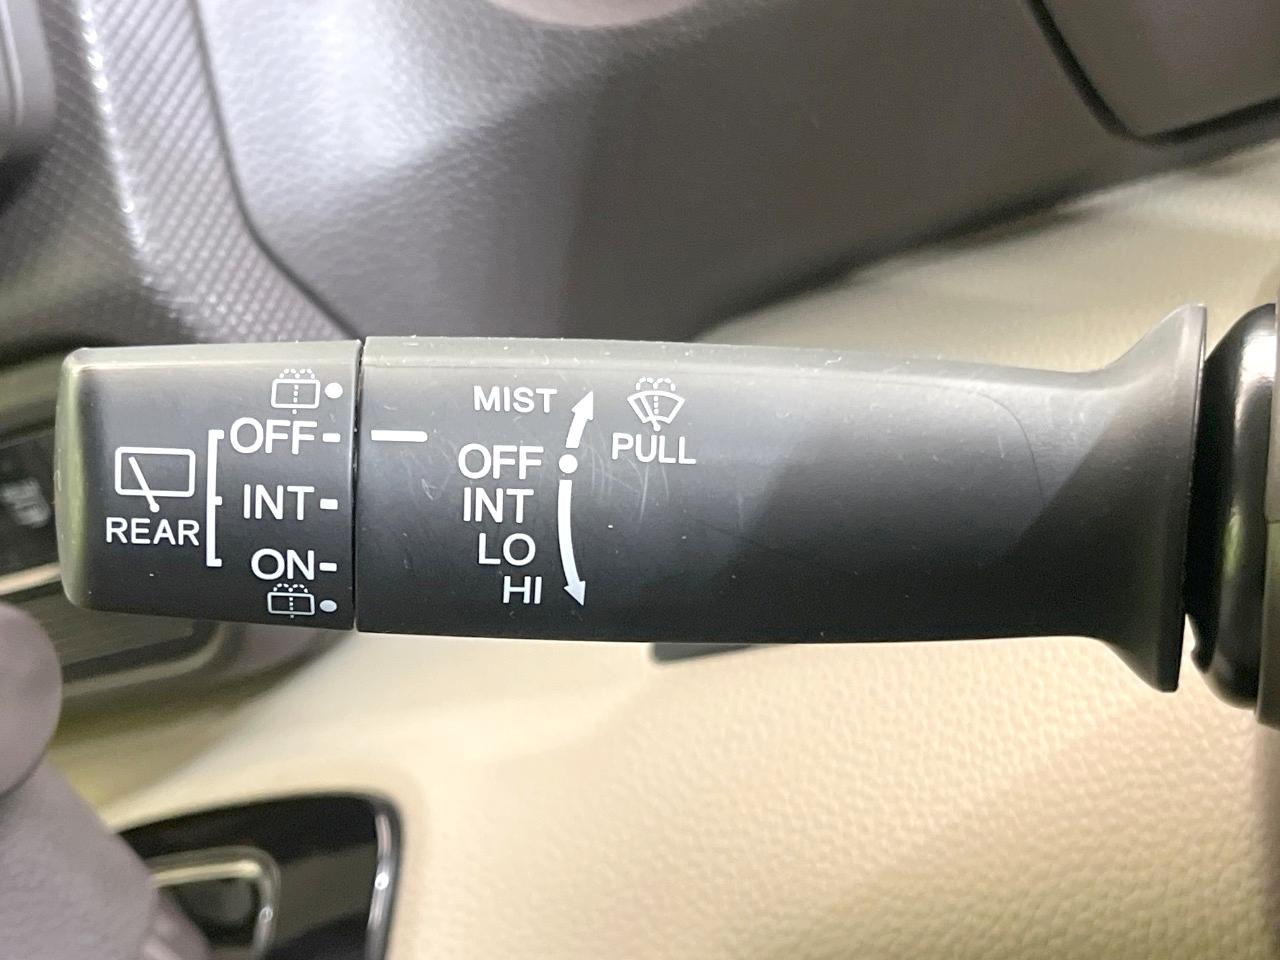 OFF
INT
ON
REAR
MIST
OFF
INT
LO
HI
PULL